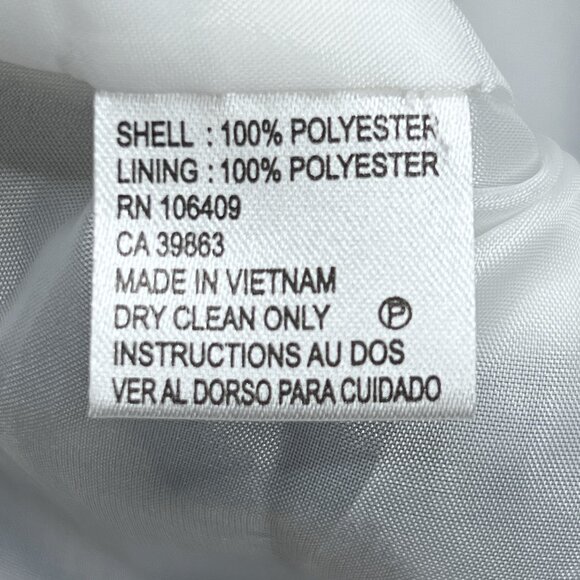 SHELL : 100% POLYESTER
LINING : 100% POLYESTER
RN 106409
CA 39863
MADE IN VIETNAM
DRY CLEAN ONLY Ⓟ
INSTRUCTIONS AU DOS
VER AL DORSO PARA CUIDADO